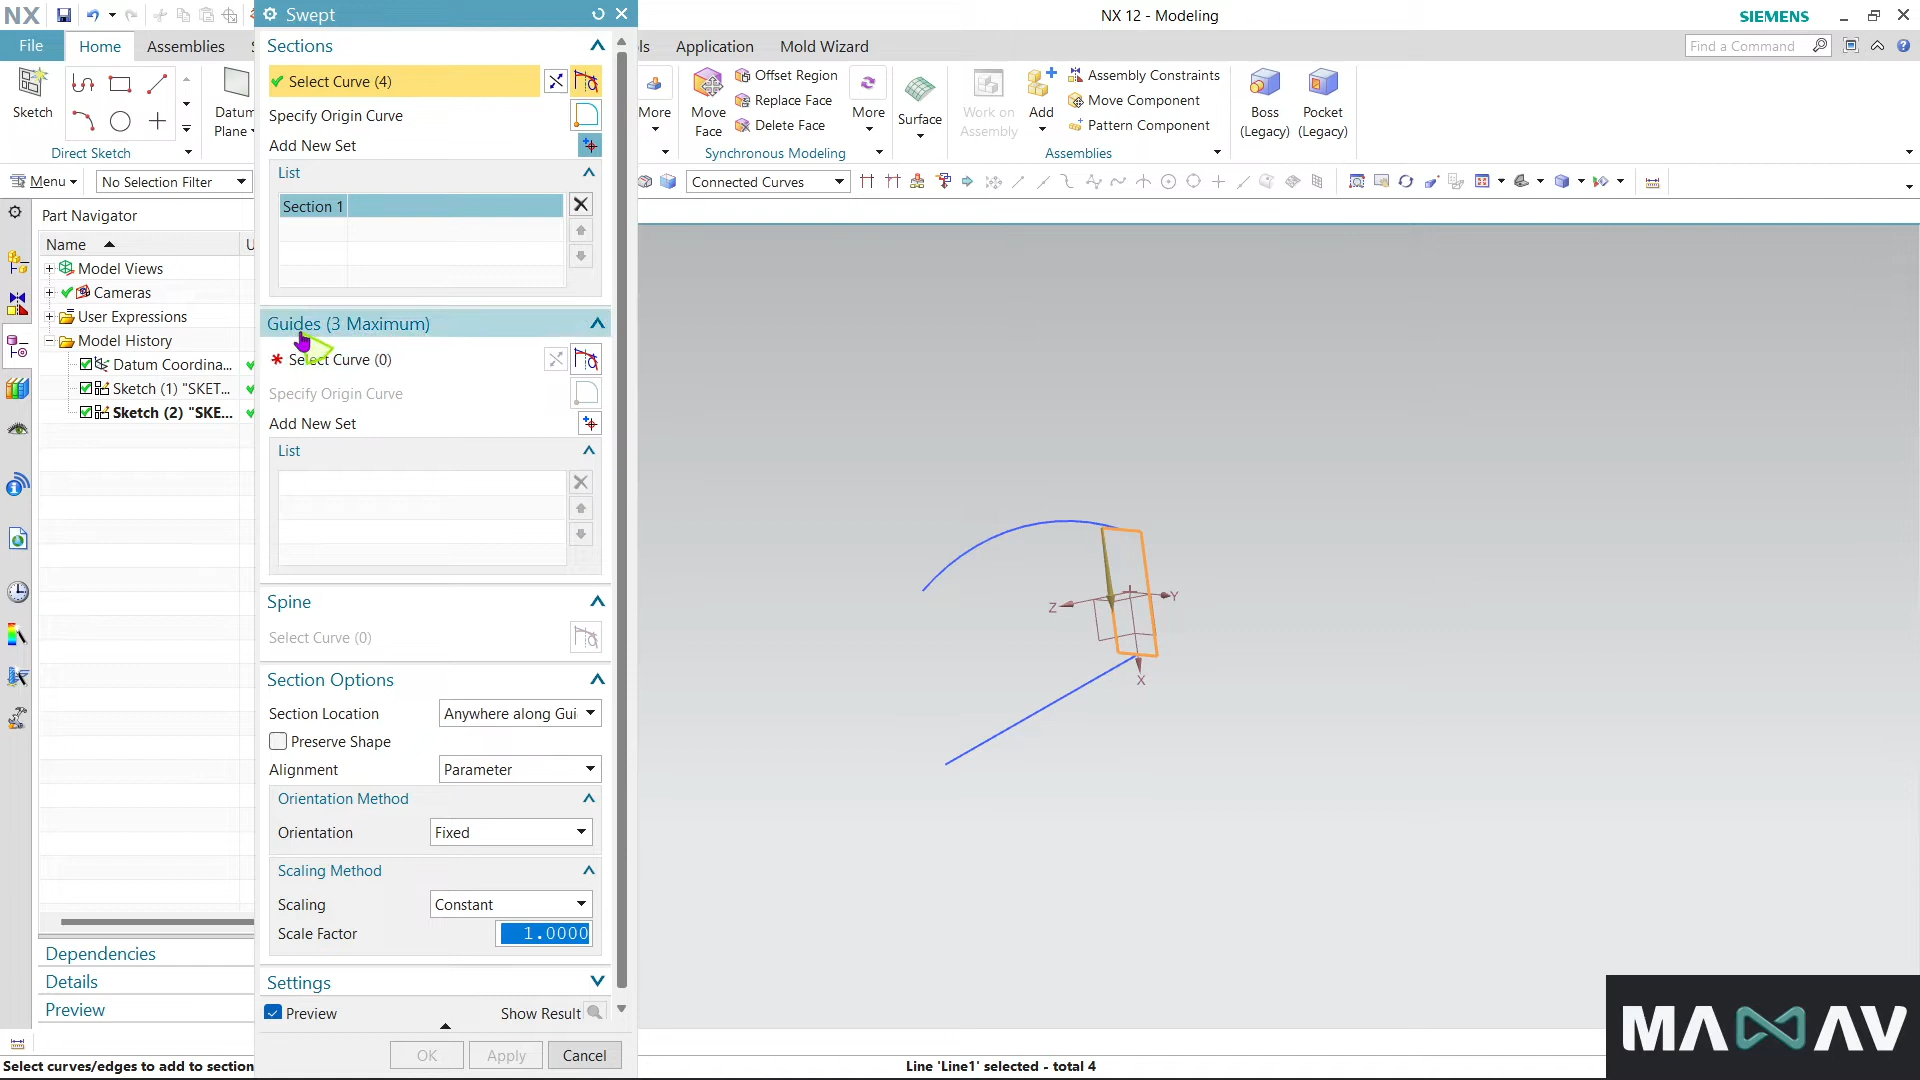 NX
Swept
NX 12 - Modeling
SIEMENS
File
Home
Assemblies
Application
Mold Wizard
Find a Command
Sketch
Datum
Plane
Direct Sketch
More
Move
Face
Offset Region
Replace Face
Delete Face
More
Synchronous Modeling
Surface
Work on
Assembly
Add
Assembly Constraints
Move Component
Pattern Component
Assemblies
Boss
(Legacy)
Pocket
(Legacy)
Menu
No Selection Filter
Connected Curves
Part Navigator
Name
Model Views
Cameras
User Expressions
Model History
Datum Coordina...
Sketch (1) "SKET...
Sketch (2) "SKE...
Dependencies
Details
Preview
Sections
Select Curve (4)
Specify Origin Curve
Add New Set
List
Section 1
Guides (3 Maximum)
Select Curve (0)
Specify Origin Curve
Add New Set
List
Spine
Select Curve (0)
Section Options
Section Location
Anywhere along Gui
Preserve Shape
Alignment
Parameter
Orientation Method
Orientation
Fixed
Scaling Method
Scaling
Constant
Scale Factor
1.0000
Settings
Preview
Show Result
OK
Apply
Cancel
Z
Y
X
Select curves/edges to add to section
Line 'Line1' selected - total 4